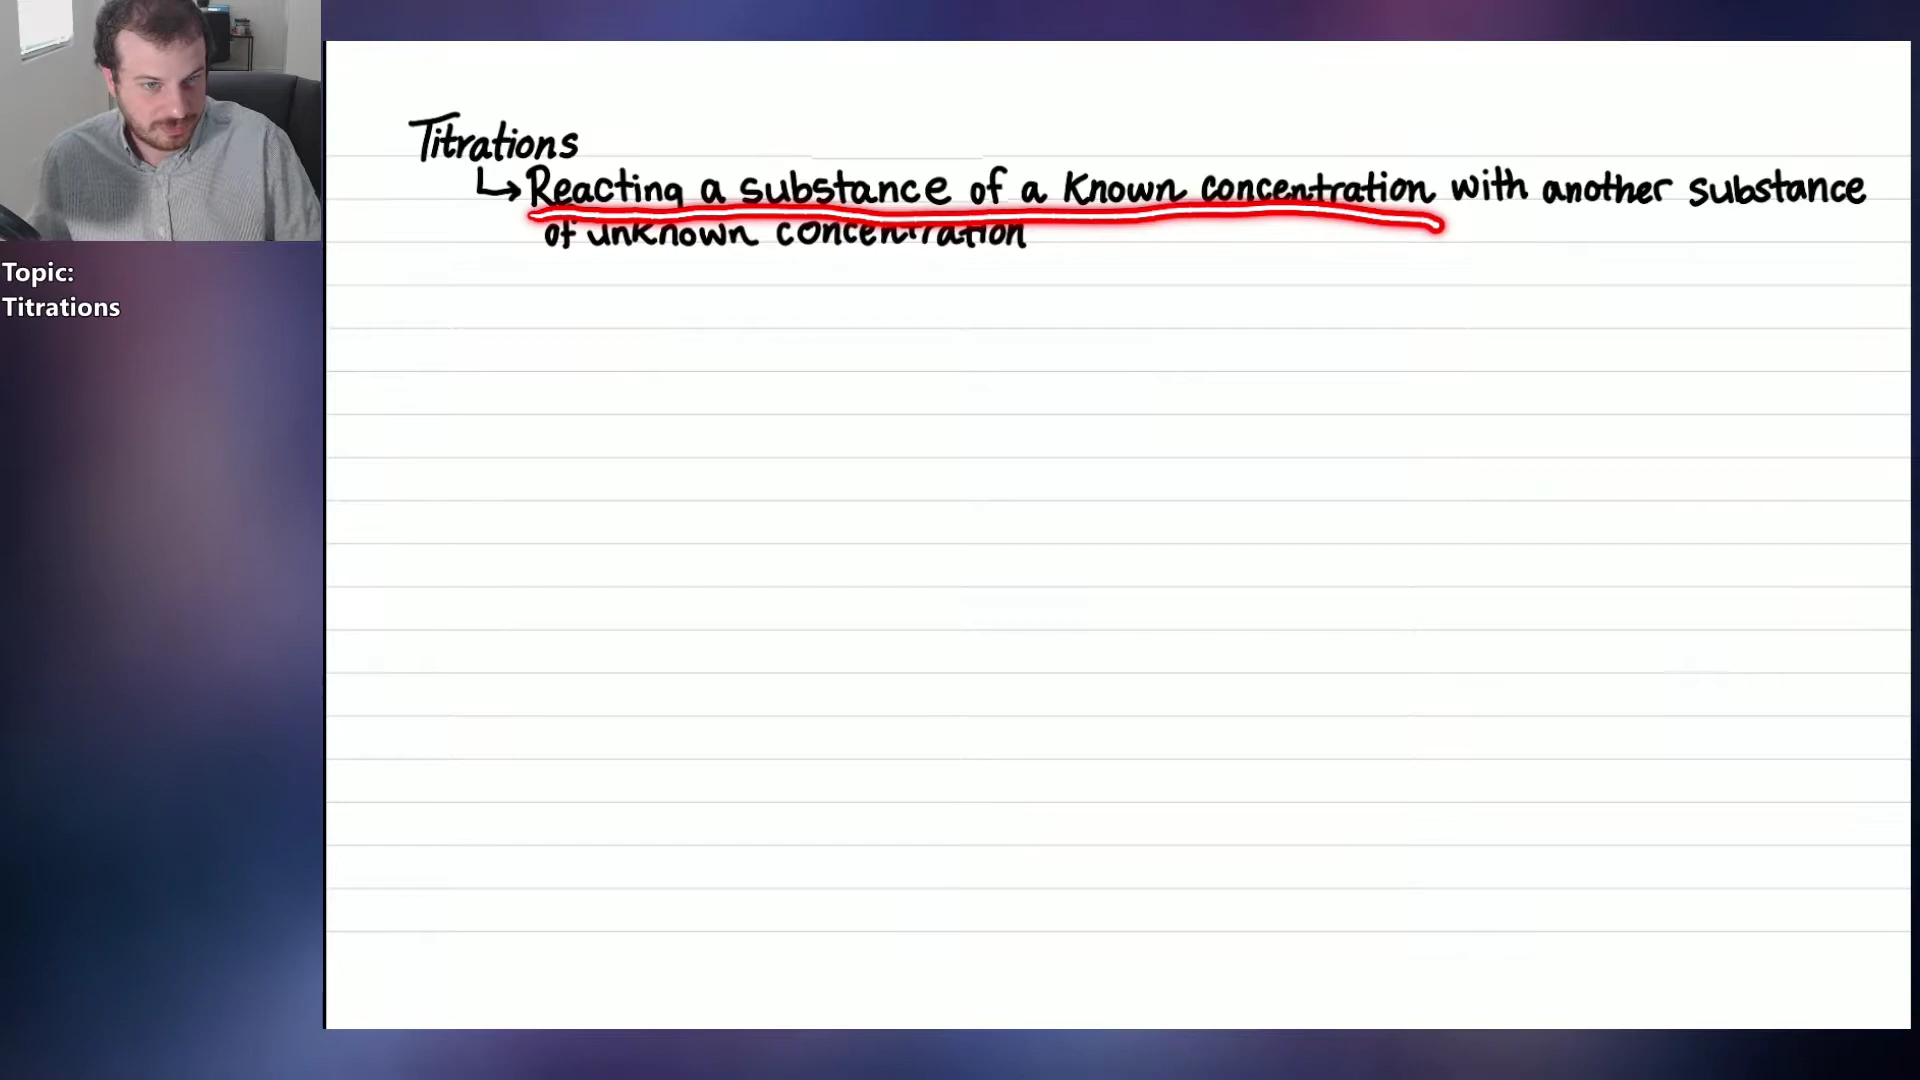 Topic:
Titrations
Titrations
↳ Reacting a substance of a Known concentration with another substance
of unknown concentration